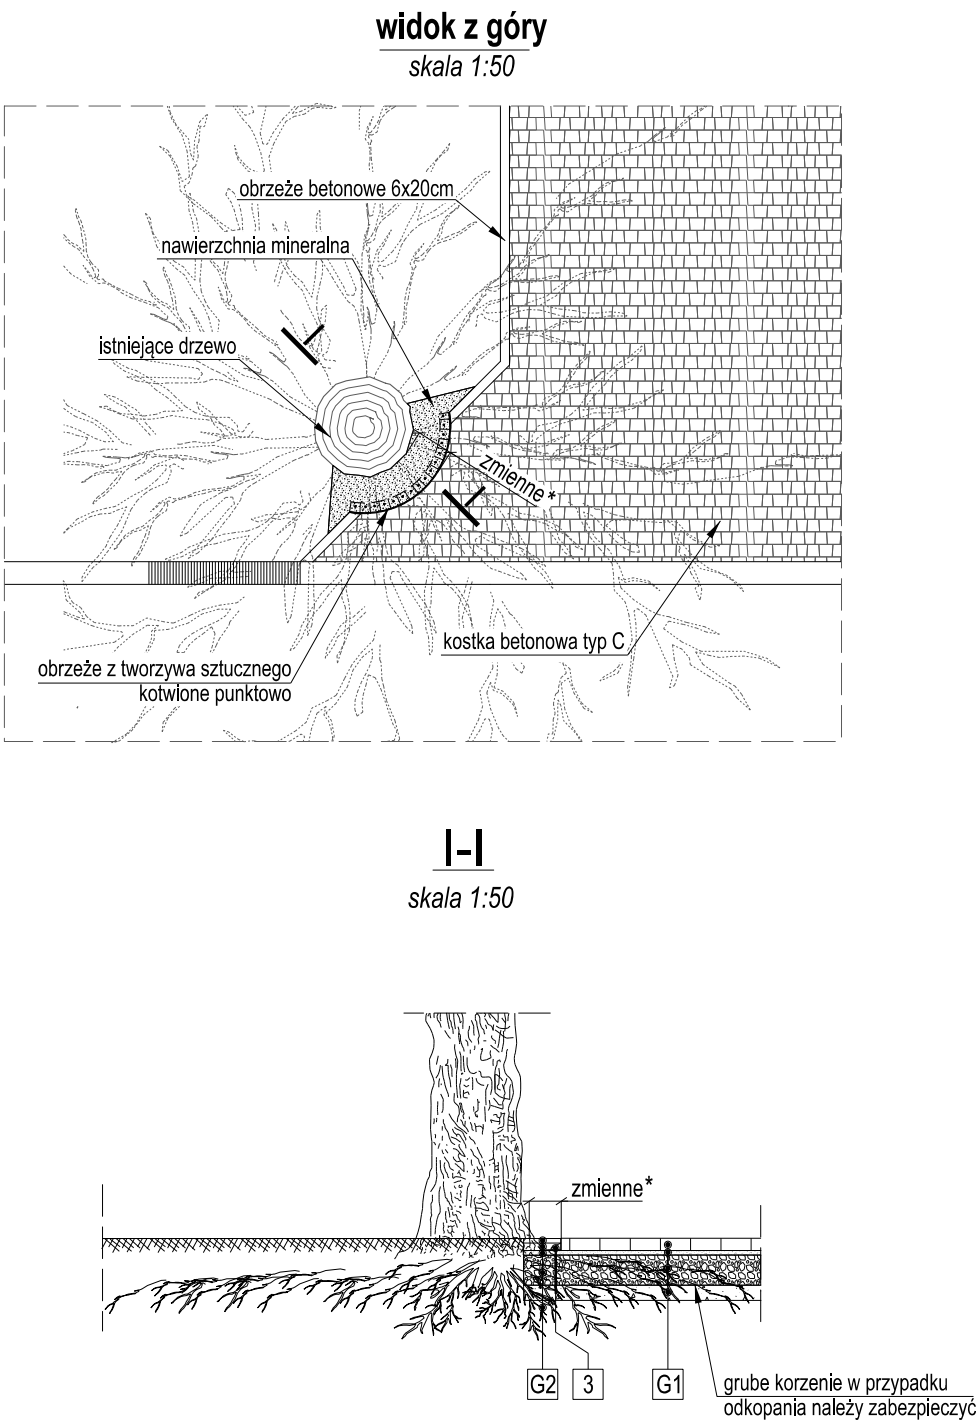 widok z góry
skala 1:50
obrzeże betonowe 6x20cm
nawierzchnia mineralna
istniejące drzewo
zmienne *
kostka betonowa typ C
obrzeże z tworzywa sztucznego
kotwione punktowo
I-I
skala 1:50
zmienne*
G2
3
G1
grube korzenie w przypadku
odkopania należy zabezpieczyć